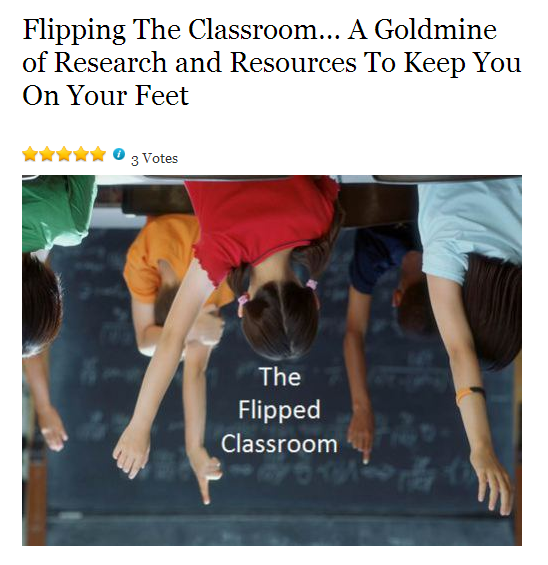 Flipping The Classroom... A Goldmine
of Research and Resources To Keep You
On Your Feet
3 Votes
The
Flipped
Classroom